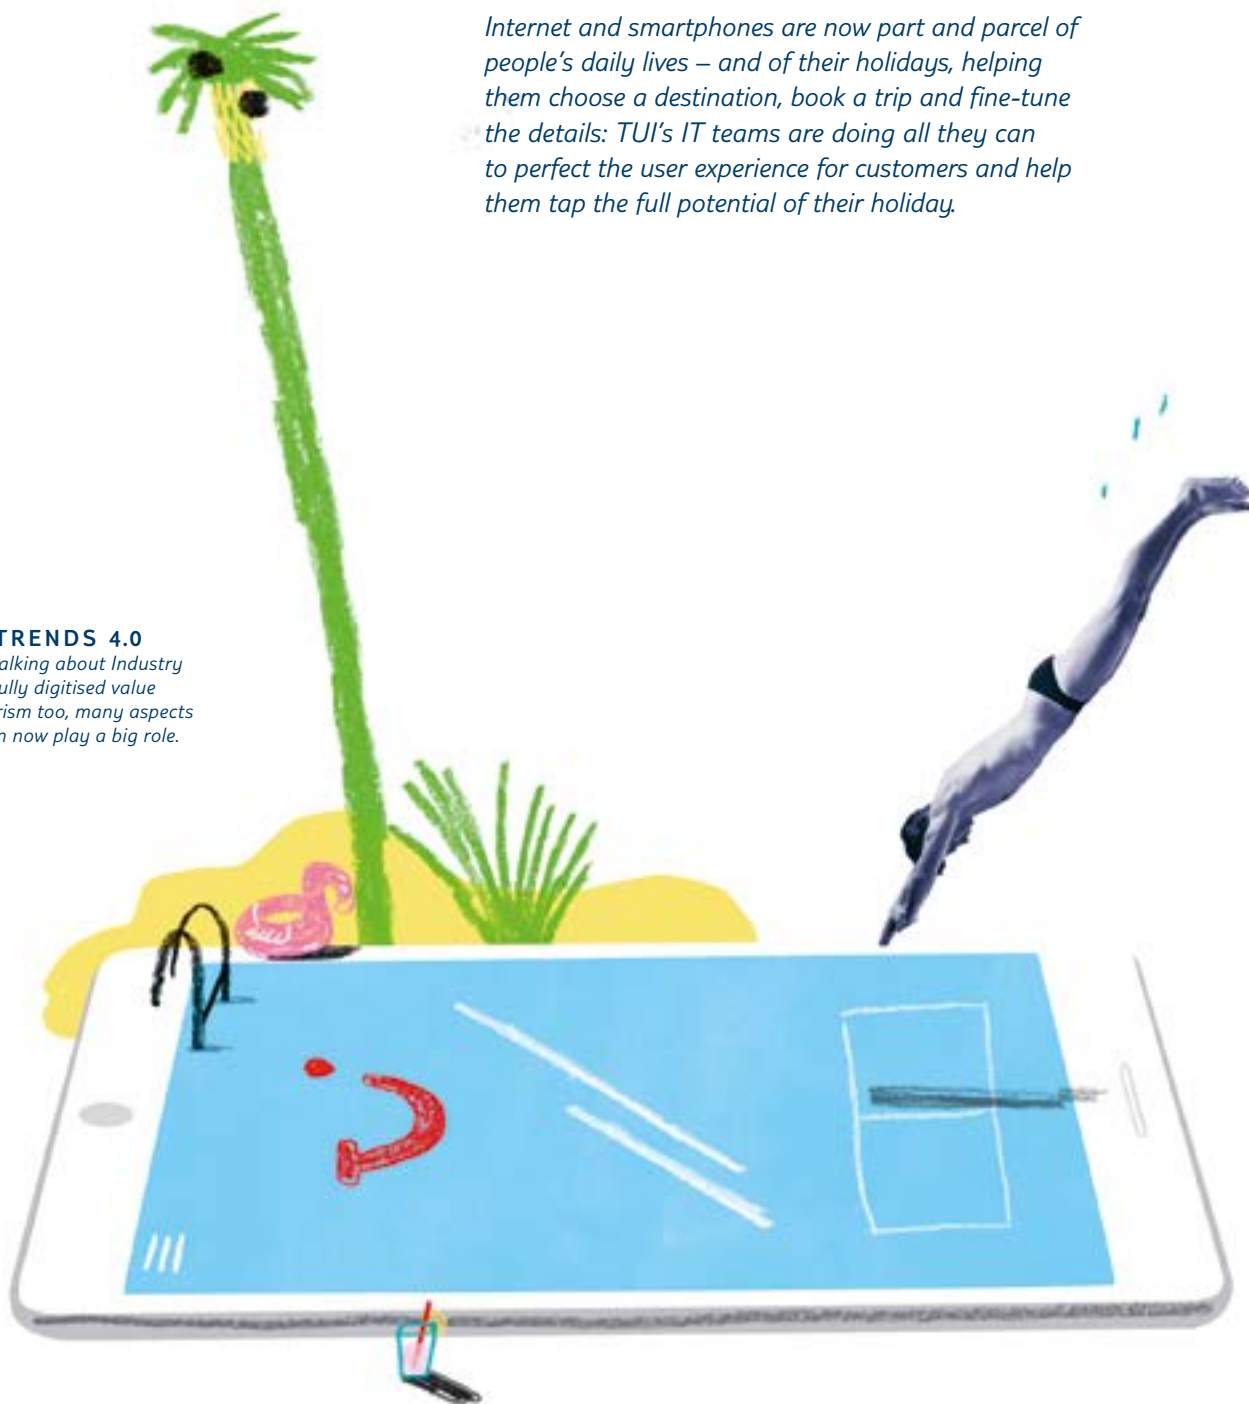 Internet and smartphones are now part and parcel of
people's daily lives – and of their holidays, helping
them choose a destination, book a trip and fine-tune
the details: TUI's IT teams are doing all they can
to perfect the user experience for customers and help
them tap the full potential of their holiday.
TRENDS 4.0
alking about Industry
ully digitised value
rism too, many aspects
n now play a big role.